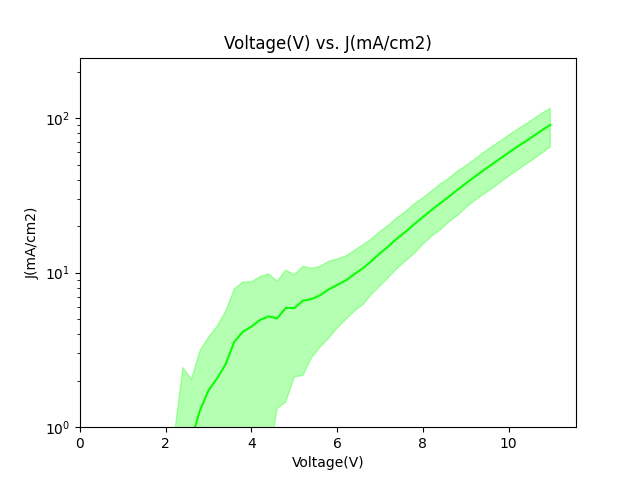 Voltage(V) vs. J(mA/cm2)
J(mA/cm2)
10²
10¹
10⁰
0 2 4 6 8 10
Voltage(V)